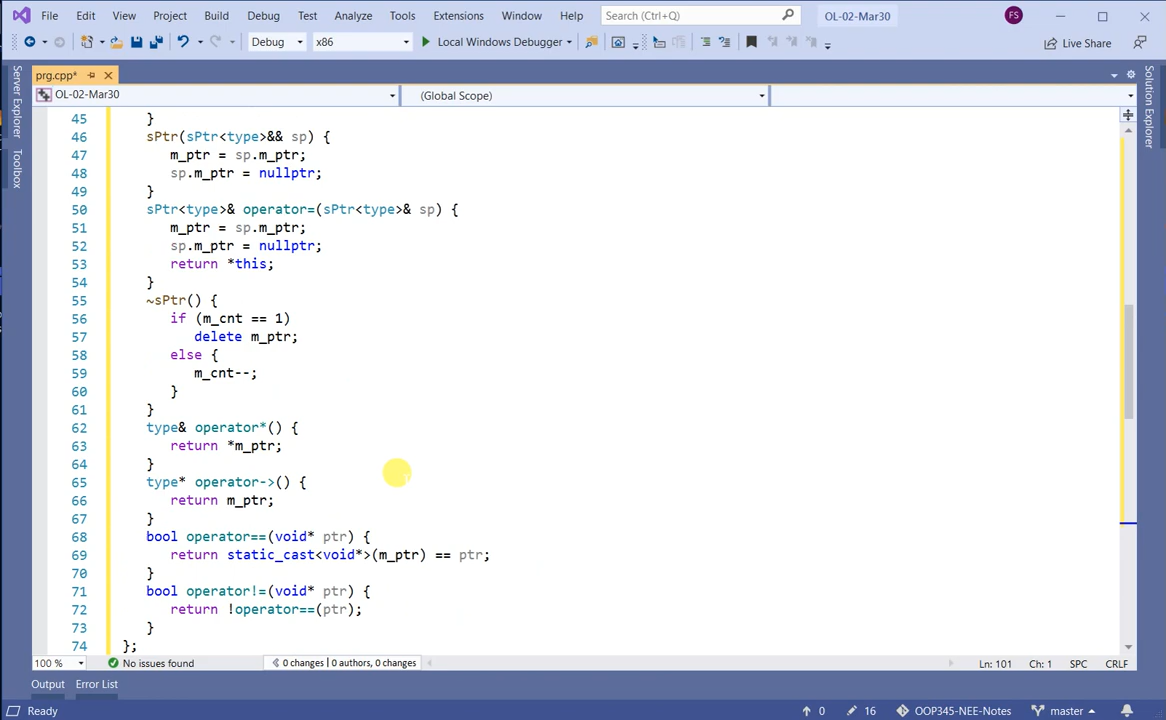 File Edit View Project Build Debug Test Analyze Tools Extensions Window Help Search (Ctrl+Q) OL-02-Mar30 FS
Debug x86 Local Windows Debugger Live Share
prg.cpp*
OL-02-Mar30 (Global Scope)
Server Explorer
Toolbox
Solution Explorer
45 }
46 sPtr(sPtr<type>&& sp) {
47 m_ptr = sp.m_ptr;
48 sp.m_ptr = nullptr;
49 }
50 sPtr<type>& operator=(sPtr<type>& sp) {
51 m_ptr = sp.m_ptr;
52 sp.m_ptr = nullptr;
53 return *this;
54 }
55 ~sPtr() {
56 if (m_cnt == 1)
57 delete m_ptr;
58 else {
59 m_cnt--;
60 }
61 }
62 type& operator*() {
63 return *m_ptr;
64 }
65 type* operator->() {
66 return m_ptr;
67 }
68 bool operator==(void* ptr) {
69 return static_cast<void*>(m_ptr) == ptr;
70 }
71 bool operator!=(void* ptr) {
72 return !operator==(ptr);
73 }
74 };
100 % No issues found 0 changes | 0 authors, 0 changes Ln: 101 Ch: 1 SPC CRLF
Output Error List
Ready 0 16 OOP345-NEE-Notes master